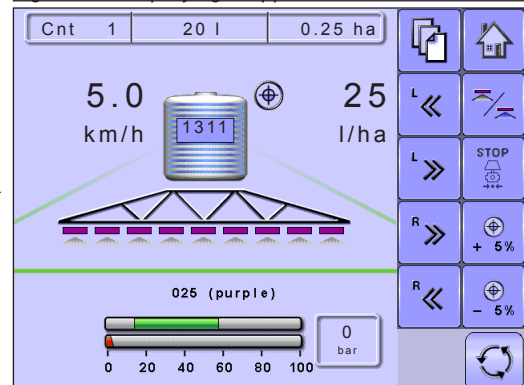 Cnt 1 20 l 0.25 ha
5.0 25
km/h 1311 l/ha
025 (purple)
0
bar
0 20 40 60 80 100
L
L STOP
R + 5%
R - 5%